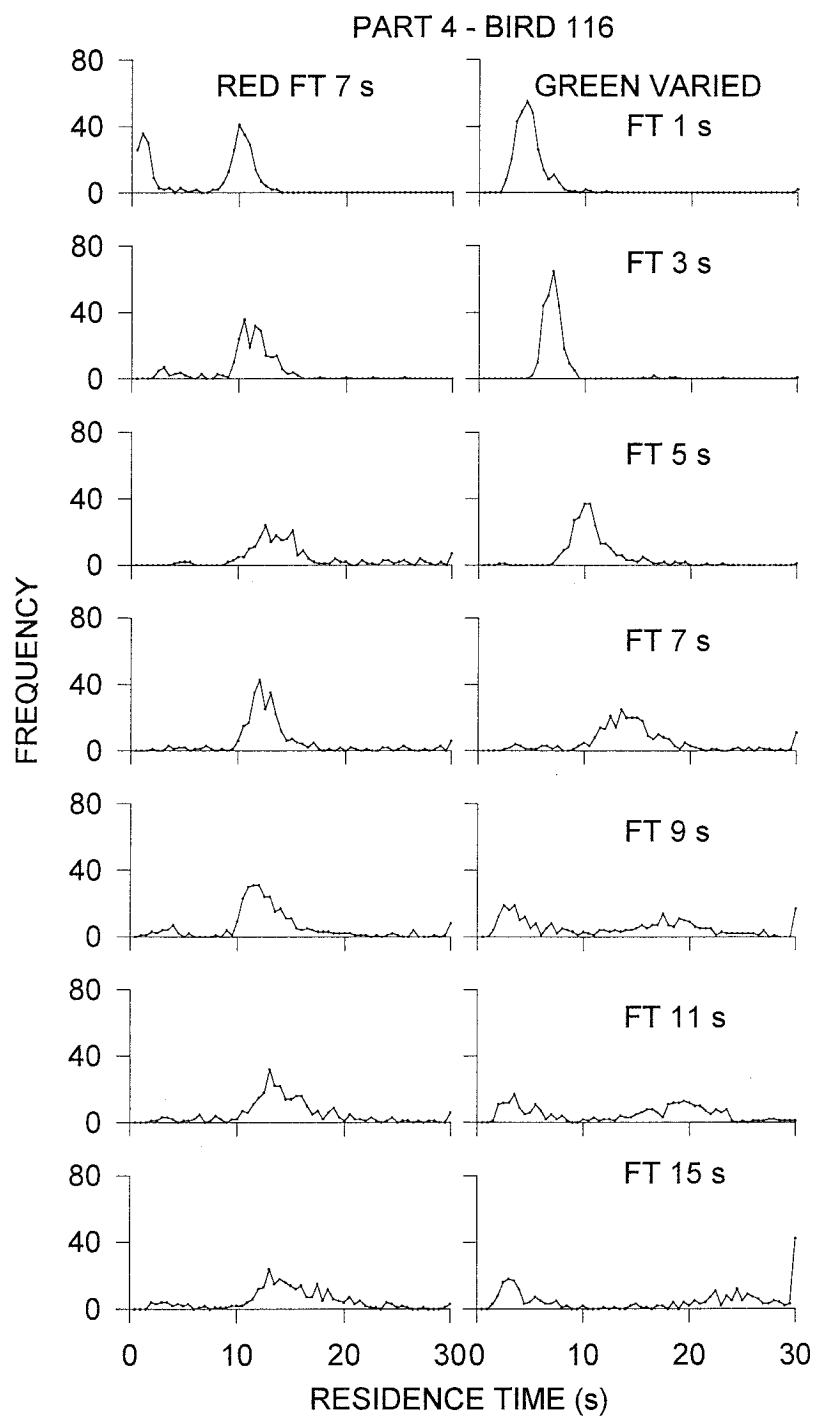 PART 4 - BIRD 116
RED FT 7 s
GREEN VARIED
FT 1 s
80
40
0
FT 3 s
80
40
0
FT 5 s
80
40
0
FT 7 s
80
40
0
FT 9 s
80
40
0
FT 11 s
80
40
0
FT 15 s
80
40
0
FREQUENCY
0 10 20 30 0 10 20 30
RESIDENCE TIME (s)